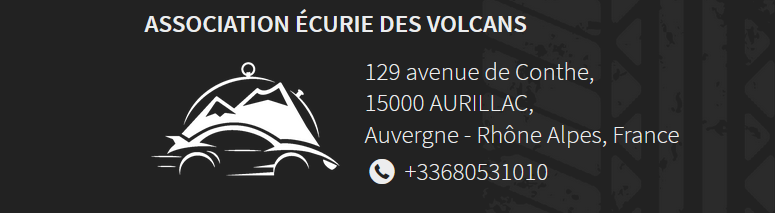 ASSOCIATION ÉCURIE DES VOLCANS
129 avenue de Conthe,
15000 AURILLAC,
Auvergne - Rhône Alpes, France
+33680531010